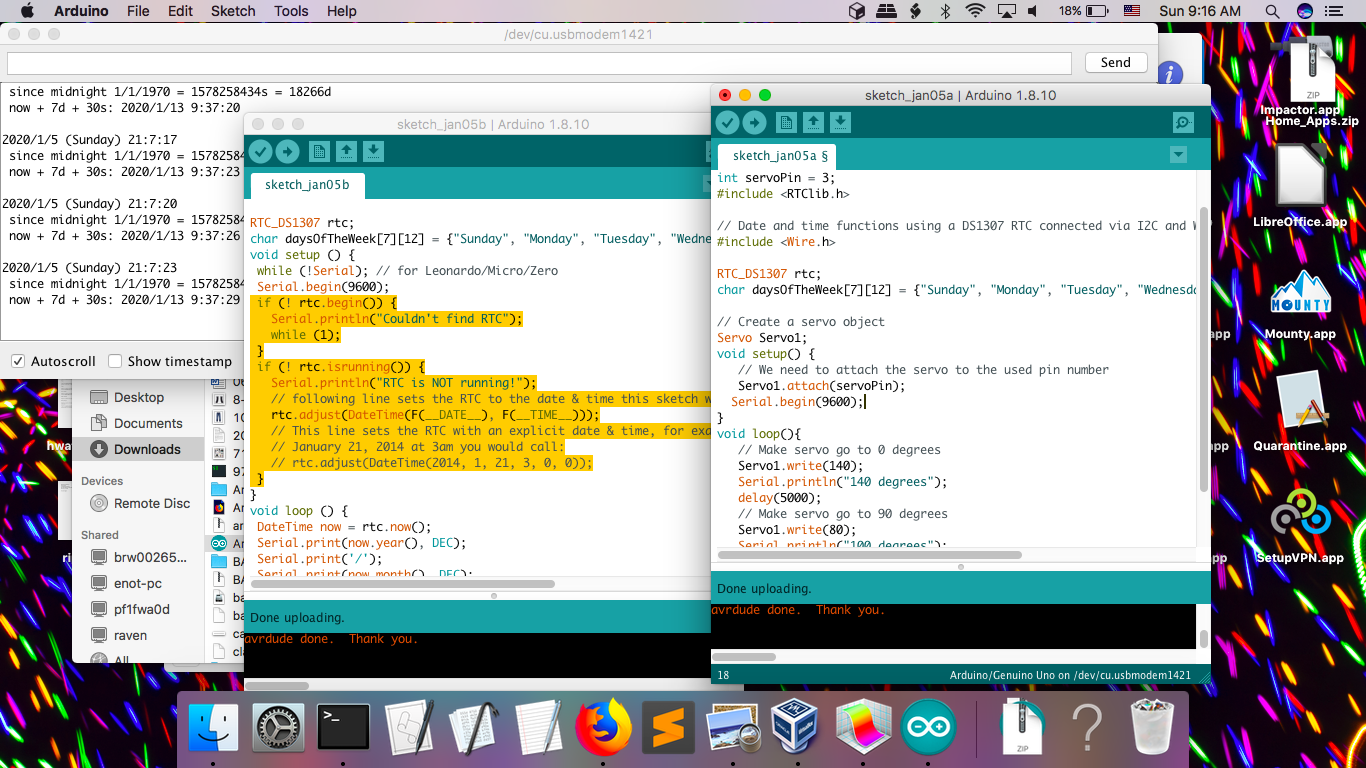 Arduino File Edit Sketch Tools Help 18% Sun 9:16 AM
/dev/cu.usbmodem1421
Send
since midnight 1/1/1970 = 1578258434s = 18266d
now + 7d + 30s: 2020/1/13 9:37:20
2020/1/5 (Sunday) 21:7:17
since midnight 1/1/1970 = 15782584
now + 7d + 30s: 2020/1/13 9:37:23
2020/1/5 (Sunday) 21:7:20
since midnight 1/1/1970 = 15782584
now + 7d + 30s: 2020/1/13 9:37:26
2020/1/5 (Sunday) 21:7:23
since midnight 1/1/1970 = 15782584
now + 7d + 30s: 2020/1/13 9:37:29
Autoscroll Show timestamp
Desktop
Documents
Downloads
Devices
Remote Disc
Shared
brw00265...
enot-pc
pf1fwa0d
raven
All
sketch_jan05b | Arduino 1.8.10
sketch_jan05b
RTC_DS1307 rtc;
char daysOfTheWeek[7][12] = {"Sunday", "Monday", "Tuesday", "Wedne
void setup () {
while (!Serial); // for Leonardo/Micro/Zero
Serial.begin(9600);
if (! rtc.begin()) {
Serial.println("Couldn't find RTC");
while (1);
}
if (! rtc.isrunning()) {
Serial.println("RTC is NOT running!");
// following line sets the RTC to the date & time this sketch w
rtc.adjust(DateTime(F(__DATE__), F(__TIME__)));
// This line sets the RTC with an explicit date & time, for exa
// January 21, 2014 at 3am you would call:
// rtc.adjust(DateTime(2014, 1, 21, 3, 0, 0));
}
}
void loop () {
DateTime now = rtc.now();
Serial.print(now.year(), DEC);
Serial.print('/');
Serial.print(now.month(), DEC);
Done uploading.
avrdude done. Thank you.
sketch_jan05a | Arduino 1.8.10
sketch_jan05a §
int servoPin = 3;
#include <RTClib.h>
// Date and time functions using a DS1307 RTC connected via I2C and W
#include <Wire.h>
RTC_DS1307 rtc;
char daysOfTheWeek[7][12] = {"Sunday", "Monday", "Tuesday", "Wednesda
// Create a servo object
Servo Servo1;
void setup() {
// We need to attach the servo to the used pin number
Servo1.attach(servoPin);
Serial.begin(9600);
}
void loop(){
// Make servo go to 0 degrees
Servo1.write(140);
Serial.println("140 degrees");
delay(5000);
// Make servo go to 90 degrees
Servo1.write(80);
Serial.println("100 degrees");
Done uploading.
avrdude done. Thank you.
18 Arduino/Genuino Uno on /dev/cu.usbmodem1421
ZIP
Impactor.app
Home_Apps.zip
LibreOffice.app
MOUNTY
Mounty.app
Quarantine.app
SetupVPN.app
ZIP